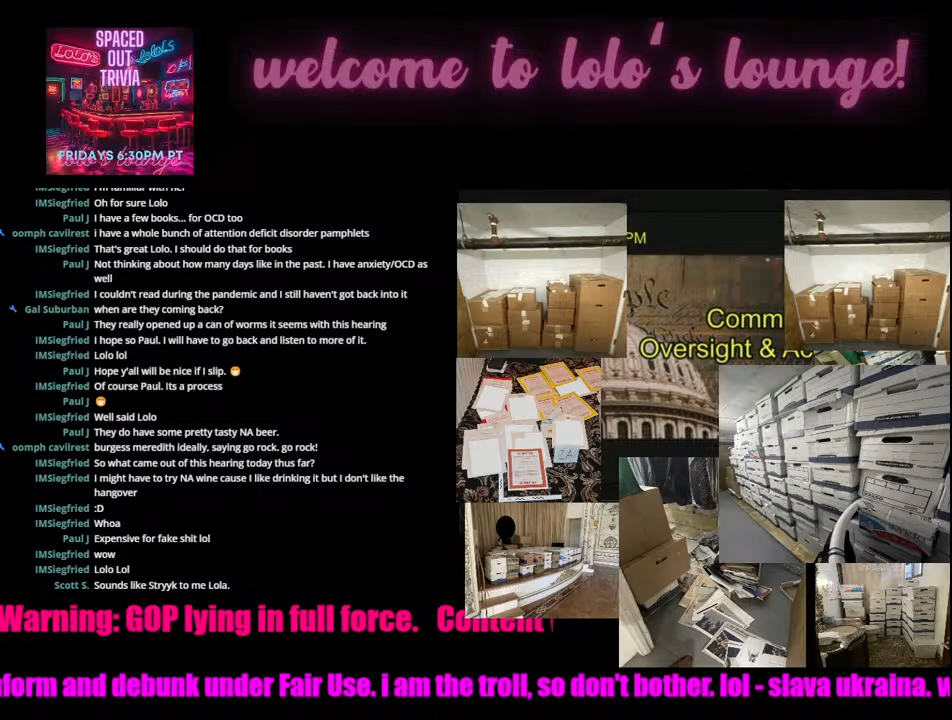 SPACED
OUT
TRIVIA
LOLO'S
FRIDAYS 6:30PM PT
lolo's lounge
welcome to lolo's lounge!
IMSiegfried I'm familiar with her
IMSiegfried Oh for sure Lolo
Paul J I have a few books... for OCD too
oomph cavilrest i have a whole bunch of attention deficit disorder pamphlets
IMSiegfried That's great Lolo. I should do that for books
Paul J Not thinking about how many days like in the past. I have anxiety/OCD as
well
IMSiegfried I couldn't read during the pandemic and I still haven't got back into it
Gal Suburban when are they coming back?
Paul J They really opened up a can of worms it seems with this hearing
IMSiegfried I hope so Paul. I will have to go back and listen to more of it.
IMSiegfried Lolo lol
Paul J Hope y'all will be nice if I slip. 😁
IMSiegfried Of course Paul. Its a process
Paul J 😁
IMSiegfried Well said Lolo
Paul J They do have some pretty tasty NA beer.
oomph cavilrest burgess meredith ideally, saying go rock. go rock!
IMSiegfried So what came out of this hearing today thus far?
IMSiegfried I might have to try NA wine cause I like drinking it but I don't like the
hangover
IMSiegfried :D
IMSiegfried Whoa
Paul J Expensive for fake shit lol
IMSiegfried wow
IMSiegfried Lolo Lol
Scott S. Sounds like Stryyk to me Lola.
PM
ple
Comm
Oversight & Ac
Warning: GOP lying in full force. Content
nform and debunk under Fair Use. i am the troll, so don't bother. lol - slava ukraina. w